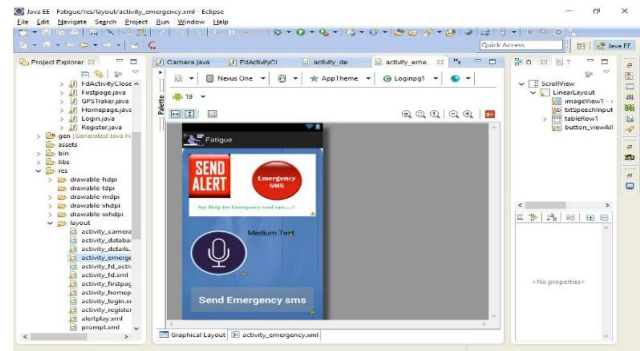 Java EE - Fatigue/res/layout/activity_emergency.xml - Eclipse
File Edit Navigate Search Project Run Window Help
Quick Access
Java EE
Project Explorer
Camera.java
FdActivityCl
activity_de
activity_eme
Nexus One
AppTheme
Loginpg1
19
Palette
FdActivityClose
Firstpage.java
GPSTraker.java
Homepage.java
Login.java
Register.java
gen [Generated Java Fi
assets
bin
libs
res
drawable-hdpi
drawable-ldpi
drawable-mdpi
drawable-xhdpi
drawable-xxhdpi
layout
activity_camera
activity_databa
activity_details.
activity_emerge
activity_fd_activ
activity_fd.xml
activity_firstpag
activity_homep
activity_login.x
activity_register
alertplay.xml
prompt.xml
Fatigue
SEND
ALERT
Emergency
SMS
Medium Text
Send Emergency sms
Graphical Layout
activity_emergency.xml
ScrollView
LinearLayout
imageView1 -
txtSpeechInput
tableRow1
button_viewAll
<No properties>